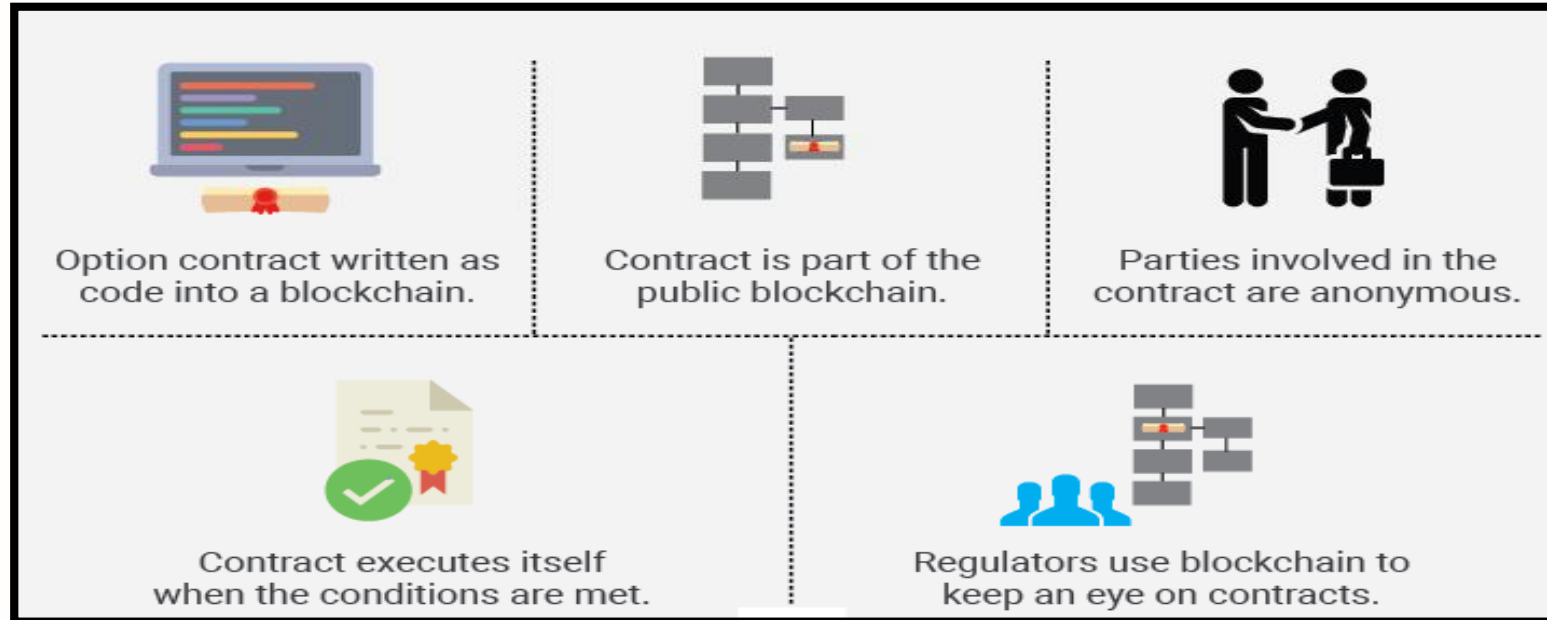 Option contract written as
code into a blockchain.
Contract is part of the
public blockchain.
Parties involved in the
contract are anonymous.
Contract executes itself
when the conditions are met.
Regulators use blockchain to
keep an eye on contracts.